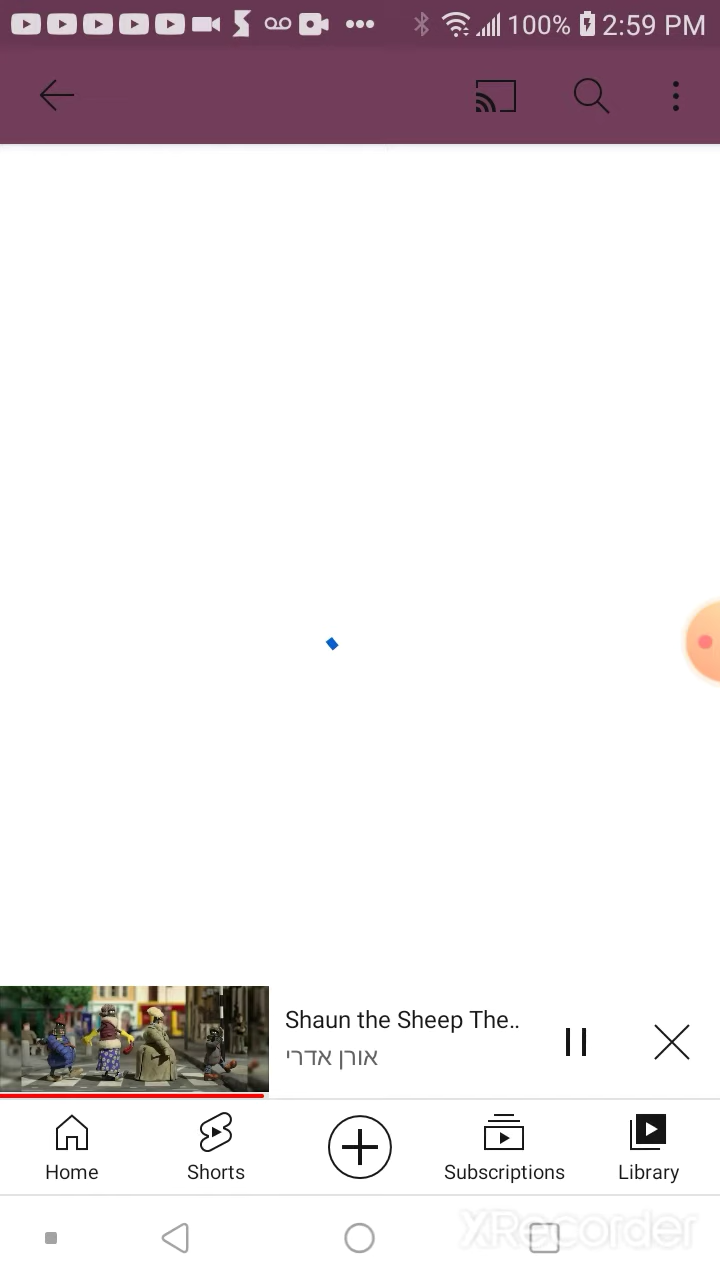 100% 2:59 PM
Shaun the Sheep The..
אורן אדרי
Home Shorts Subscriptions Library
XRecorder